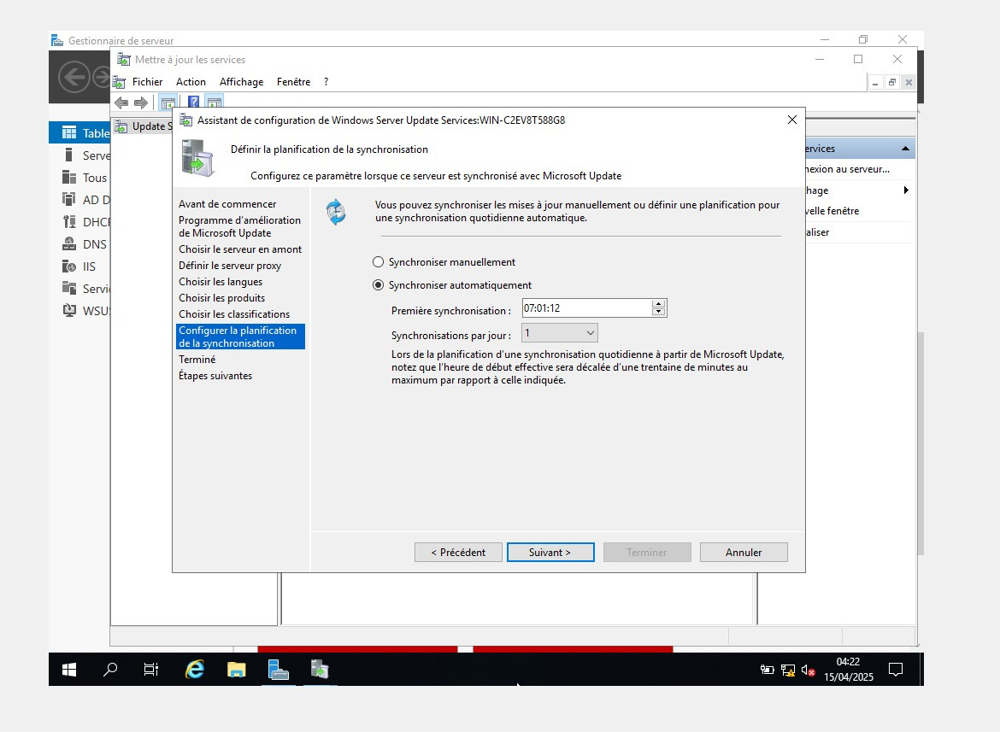 Gestionnaire de serveur
Mettre à jour les services
Fichier Action Affichage Fenêtre ?
Update S
Table
Serve
Tous
AD D
DHCP
DNS
IIS
Servic
WSUS
Assistant de configuration de Windows Server Update Services:WIN-C2EV8T588G8
Définir la planification de la synchronisation
Configurez ce paramètre lorsque ce serveur est synchronisé avec Microsoft Update
Avant de commencer
Programme d'amélioration
de Microsoft Update
Choisir le serveur en amont
Définir le serveur proxy
Choisir les langues
Choisir les produits
Choisir les classifications
Configurer la planification
de la synchronisation
Terminé
Étapes suivantes
Vous pouvez synchroniser les mises à jour manuellement ou définir une planification pour
une synchronisation quotidienne automatique.
Synchroniser manuellement
Synchroniser automatiquement
Première synchronisation : 07:01:12
Synchronisations par jour : 1
Lors de la planification d'une synchronisation quotidienne à partir de Microsoft Update,
notez que l'heure de début effective sera décalée d'une trentaine de minutes au
maximum par rapport à celle indiquée.
< Précédent Suivant > Terminer Annuler
ervices
nexion au serveur...
hage
velle fenêtre
aliser
04:22
15/04/2025